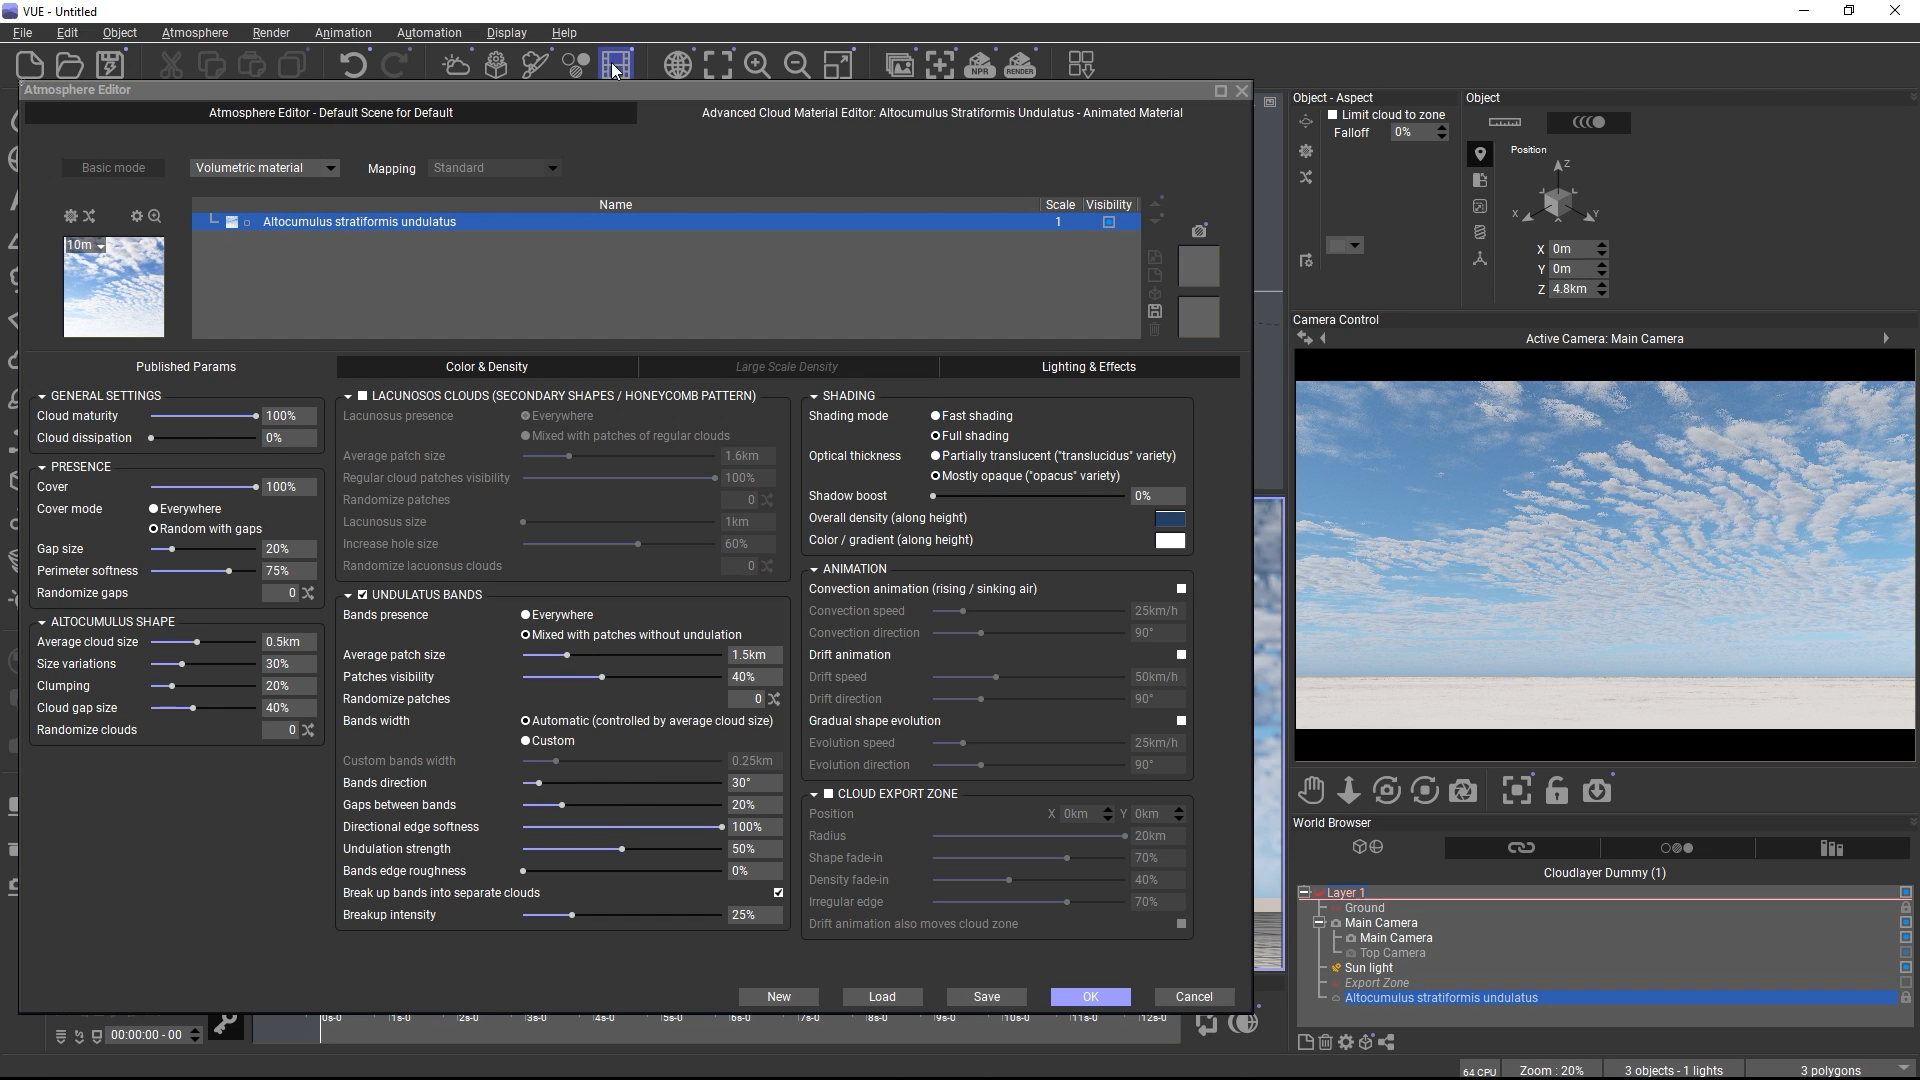 VUE - Untitled
File Edit Object Atmosphere Render Animation Automation Display Help
NPR RENDER
Atmosphere Editor
Atmosphere Editor - Default Scene for Default
Advanced Cloud Material Editor: Altocumulus Stratiformis Undulatus - Animated Material
Basic mode Volumetric material Mapping Standard
Name Scale Visibility
Altocumulus stratiformis undulatus 1
10m
Published Params Color & Density Large Scale Density Lighting & Effects
GENERAL SETTINGS
Cloud maturity 100%
Cloud dissipation 0%
PRESENCE
Cover 100%
Cover mode Everywhere
Random with gaps
Gap size 20%
Perimeter softness 75%
Randomize gaps 0
ALTOCUMULUS SHAPE
Average cloud size 0.5km
Size variations 30%
Clumping 20%
Cloud gap size 40%
Randomize clouds 0
LACUNOSOS CLOUDS (SECONDARY SHAPES / HONEYCOMB PATTERN)
Lacunosus presence Everywhere
Mixed with patches of regular clouds
Average patch size 1.6km
Regular cloud patches visibility 100%
Randomize patches 0
Lacunosus size 1km
Increase hole size 60%
Randomize lacuonsus clouds 0
UNDULATUS BANDS
Bands presence Everywhere
Mixed with patches without undulation
Average patch size 1.5km
Patches visibility 40%
Randomize patches 0
Bands width Automatic (controlled by average cloud size)
Custom
Custom bands width 0.25km
Bands direction 30°
Gaps between bands 20%
Directional edge softness 100%
Undulation strength 50%
Bands edge roughness 0%
Break up bands into separate clouds
Breakup intensity 25%
SHADING
Shading mode Fast shading
Full shading
Optical thickness Partially translucent ("translucidus" variety)
Mostly opaque ("opacus" variety)
Shadow boost 0%
Overall density (along height)
Color / gradient (along height)
ANIMATION
Convection animation (rising / sinking air)
Convection speed 25km/h
Convection direction 90°
Drift animation
Drift speed 50km/h
Drift direction 90°
Gradual shape evolution
Evolution speed 25km/h
Evolution direction 90°
CLOUD EXPORT ZONE
Position X 0km Y 0km
Radius 20km
Shape fade-in 70%
Density fade-in 40%
Irregular edge 70%
Drift animation also moves cloud zone
New Load Save OK Cancel
00:00:00 - 00
Object - Aspect
Limit cloud to zone
Falloff 0%
Object
Position
Z
X Y
X 0m
Y 0m
Z 4.8km
Camera Control
Active Camera: Main Camera
World Browser
Cloudlayer Dummy (1)
Layer 1
Ground
Main Camera
Main Camera
Top Camera
Sun light
Export Zone
Altocumulus stratiformis undulatus
64 CPU Zoom : 20% 3 objects - 1 lights 3 polygons